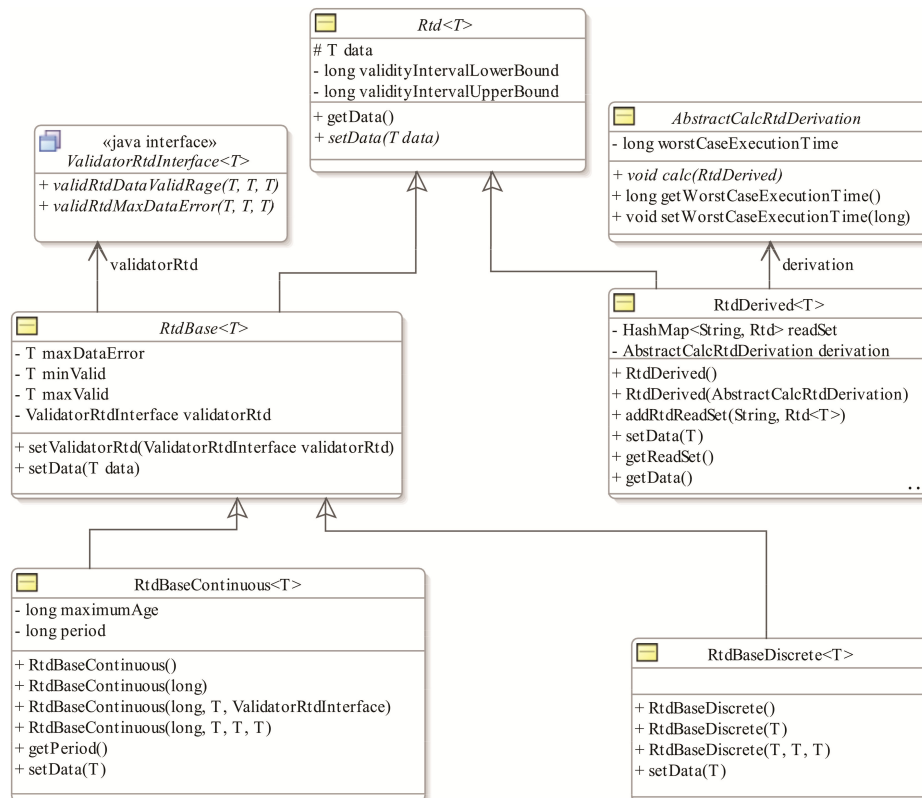 Rtd<T>
# T data
- long validityIntervalLowerBound
- long validityIntervalUpperBound
+ getData()
+ setData(T data)
«java interface»
ValidatorRtdInterface<T>
+ validRtdDataValidRage(T, T, T)
+ validRtdMaxDataError(T, T, T)
AbstractCalcRtdDerivation
- long worstCaseExecutionTime
+ void calc(RtdDerived)
+ long getWorstCaseExecutionTime()
+ void setWorstCaseExecutionTime(long)
validatorRtd
derivation
RtdBase<T>
- T maxDataError
- T minValid
- T maxValid
- ValidatorRtdInterface validatorRtd
+ setValidatorRtd(ValidatorRtdInterface validatorRtd)
+ setData(T data)
RtdDerived<T>
- HashMap<String, Rtd> readSet
- AbstractCalcRtdDerivation derivation
+ RtdDerived()
+ RtdDerived(AbstractCalcRtdDerivation)
+ addRtdReadSet(String, Rtd<T>)
+ setData(T)
+ getReadSet()
+ getData()
..
RtdBaseContinuous<T>
- long maximumAge
- long period
+ RtdBaseContinuous()
+ RtdBaseContinuous(long)
+ RtdBaseContinuous(long, T, ValidatorRtdInterface)
+ RtdBaseContinuous(long, T, T, T)
+ getPeriod()
+ setData(T)
RtdBaseDiscrete<T>
+ RtdBaseDiscrete()
+ RtdBaseDiscrete(T)
+ RtdBaseDiscrete(T, T, T)
+ setData(T)